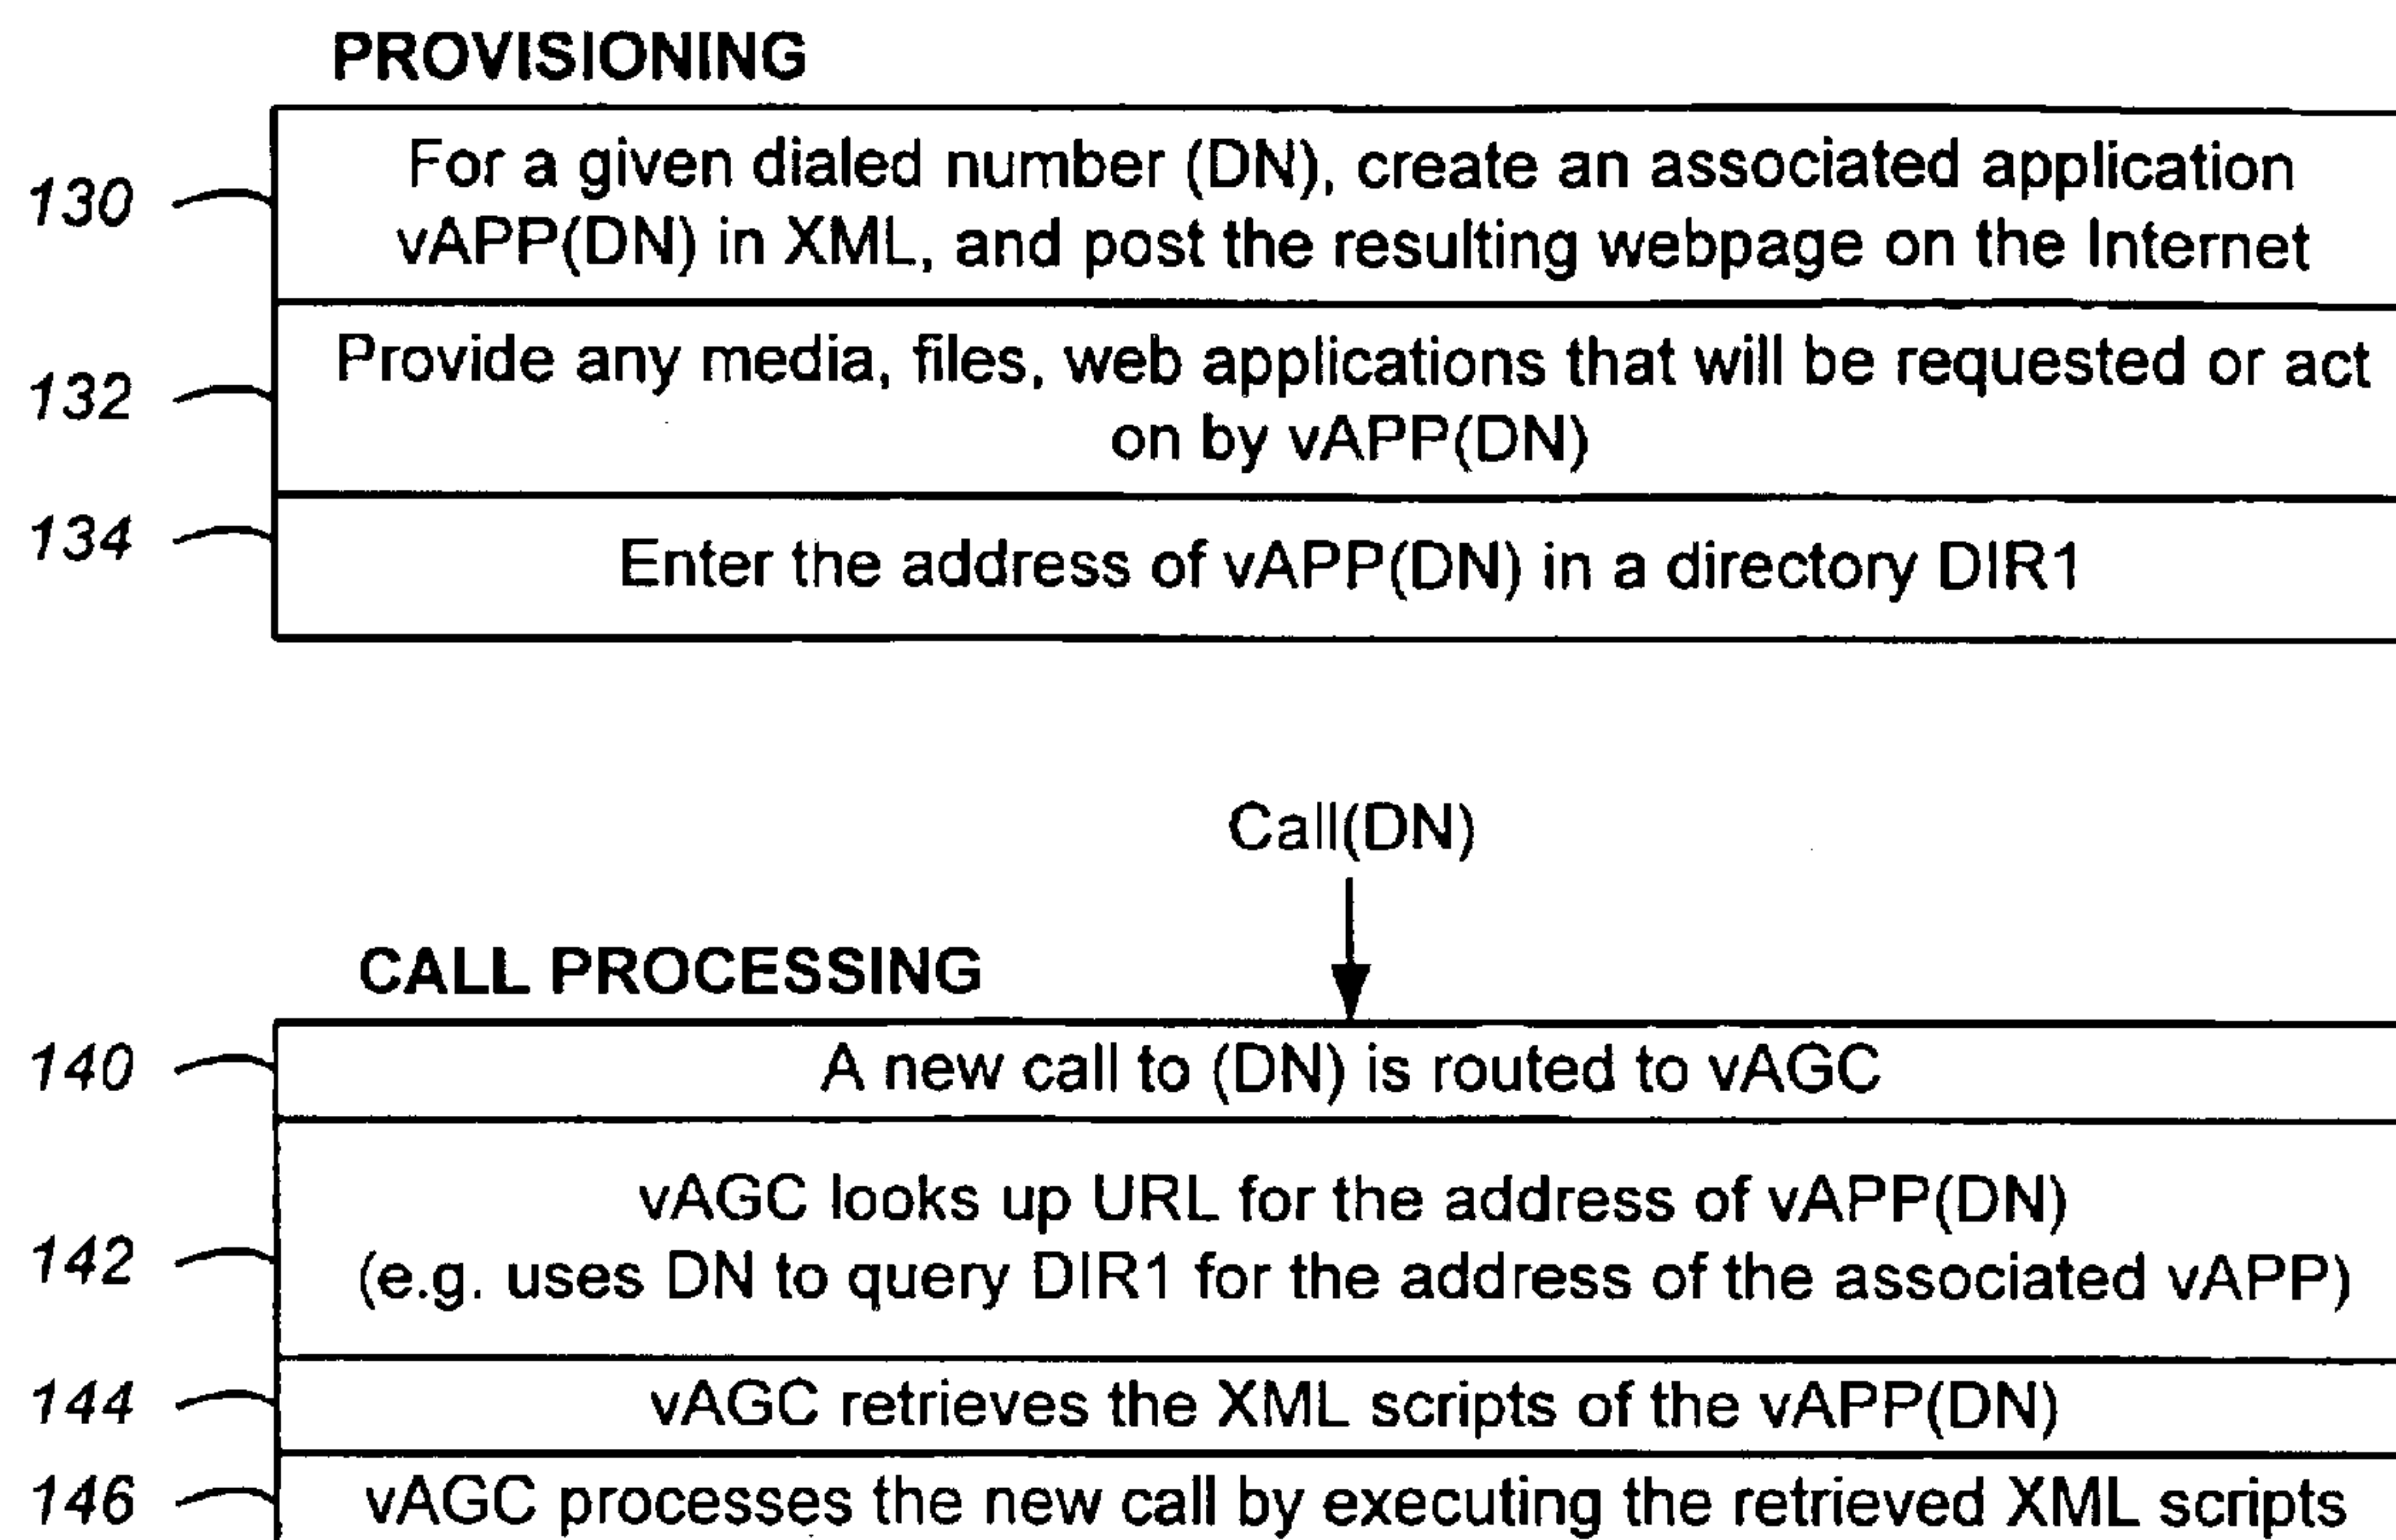 PROVISIONING
130
For a given dialed number (DN), create an associated application
vAPP(DN) in XML, and post the resulting webpage on the Internet
132
Provide any media, files, web applications that will be requested or act
on by vAPP(DN)
134
Enter the address of vAPP(DN) in a directory DIR1
Call(DN)
CALL PROCESSING
140
A new call to (DN) is routed to vAGC
142
vAGC looks up URL for the address of vAPP(DN)
(e.g. uses DN to query DIR1 for the address of the associated vAPP)
144
vAGC retrieves the XML scripts of the vAPP(DN)
146
vAGC processes the new call by executing the retrieved XML scripts